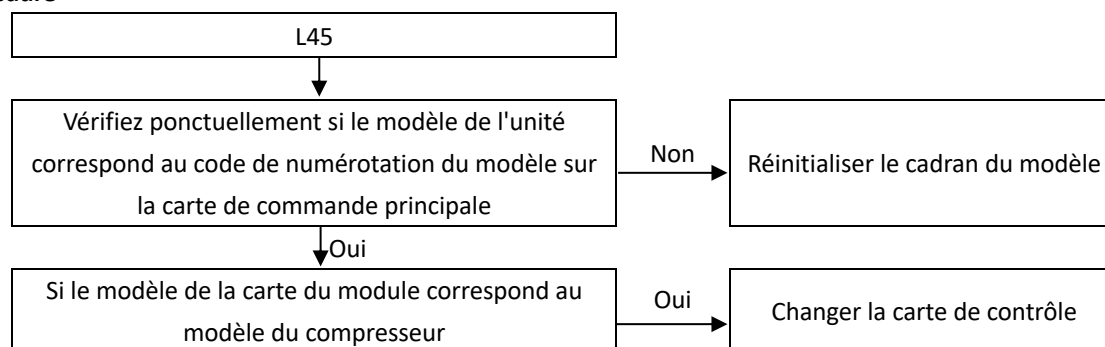 L45
Vérifiez ponctuellement si le modèle de l'unité
correspond au code de numérotation du modèle sur
la carte de commande principale
Non
Réinitialiser le cadran du modèle
Oui
Si le modèle de la carte du module correspond au
modèle du compresseur
Oui
Changer la carte de contrôle